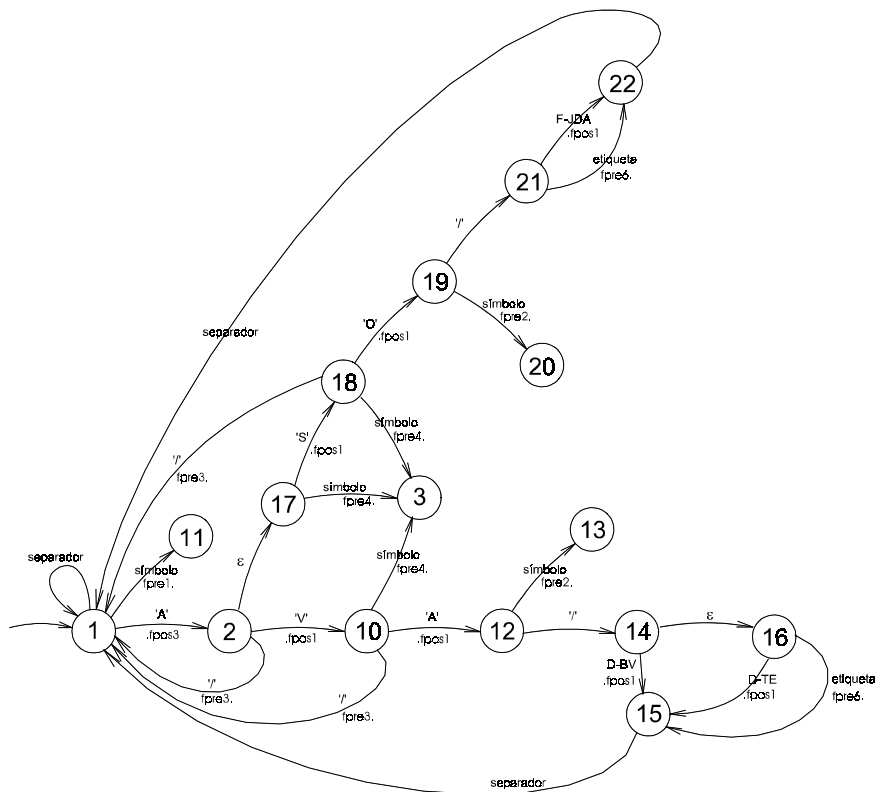 22
F-JDA
.fpos1
etiqueta
fpre6.
21
'/'
19
símbolo
fpre2.
'O'
.fpos1
separador
20
18
símbolo
fpre4.
'S'
.fpos1
'/'
fpre3.
símbolo
fpre4.
17
3
11
13
ε
símbolo
fpre4.
separador
símbolo
fpre1.
símbolo
fpre2.
1
'A'
.fpos3
2
'V'
.fpos1
10
'A'
.fpos1
12
'/'
14
ε
16
D-BV
.fpos1
D-TE
.fpos1
etiqueta
fpre6.
'/'
fpre3.
'/'
fpre3.
15
separador